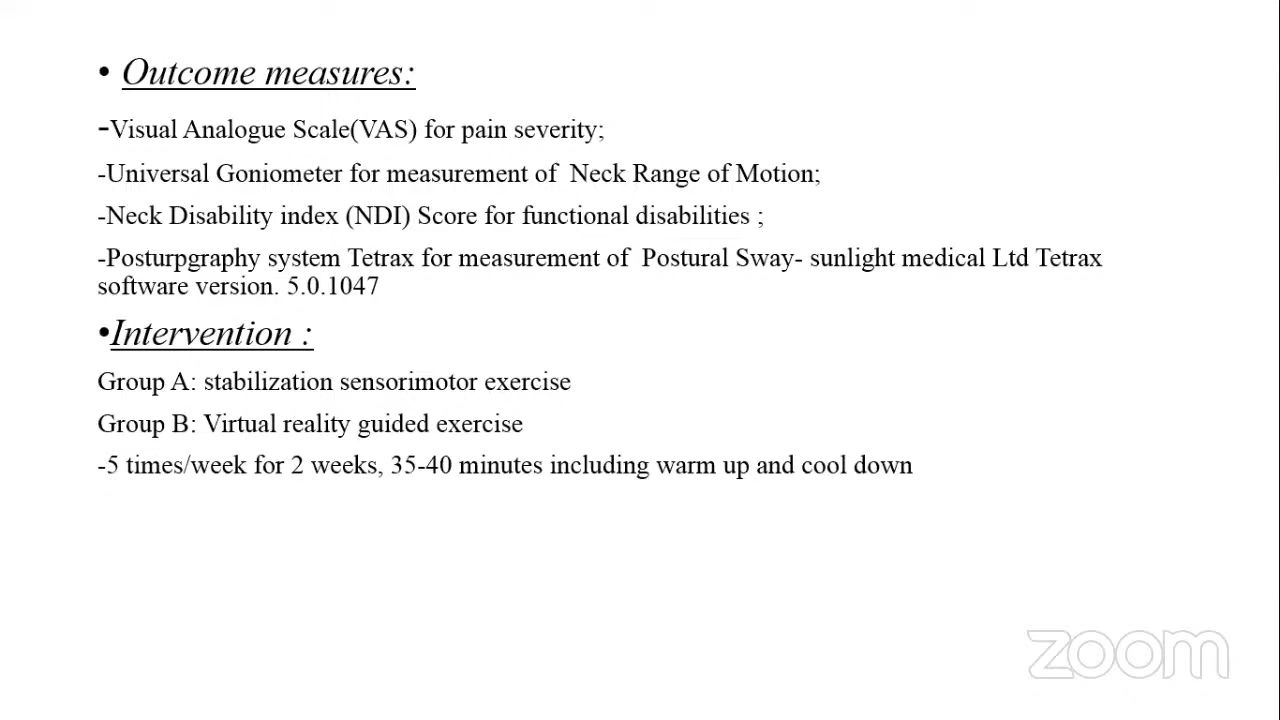 • Outcome measures:
-Visual Analogue Scale(VAS) for pain severity;
-Universal Goniometer for measurement of  Neck Range of Motion;
-Neck Disability index (NDI) Score for functional disabilities ;
-Posturpgraphy system Tetrax for measurement of  Postural Sway- sunlight medical Ltd Tetrax
software version. 5.0.1047
•Intervention :
Group A: stabilization sensorimotor exercise
Group B: Virtual reality guided exercise
-5 times/week for 2 weeks, 35-40 minutes including warm up and cool down
zoom